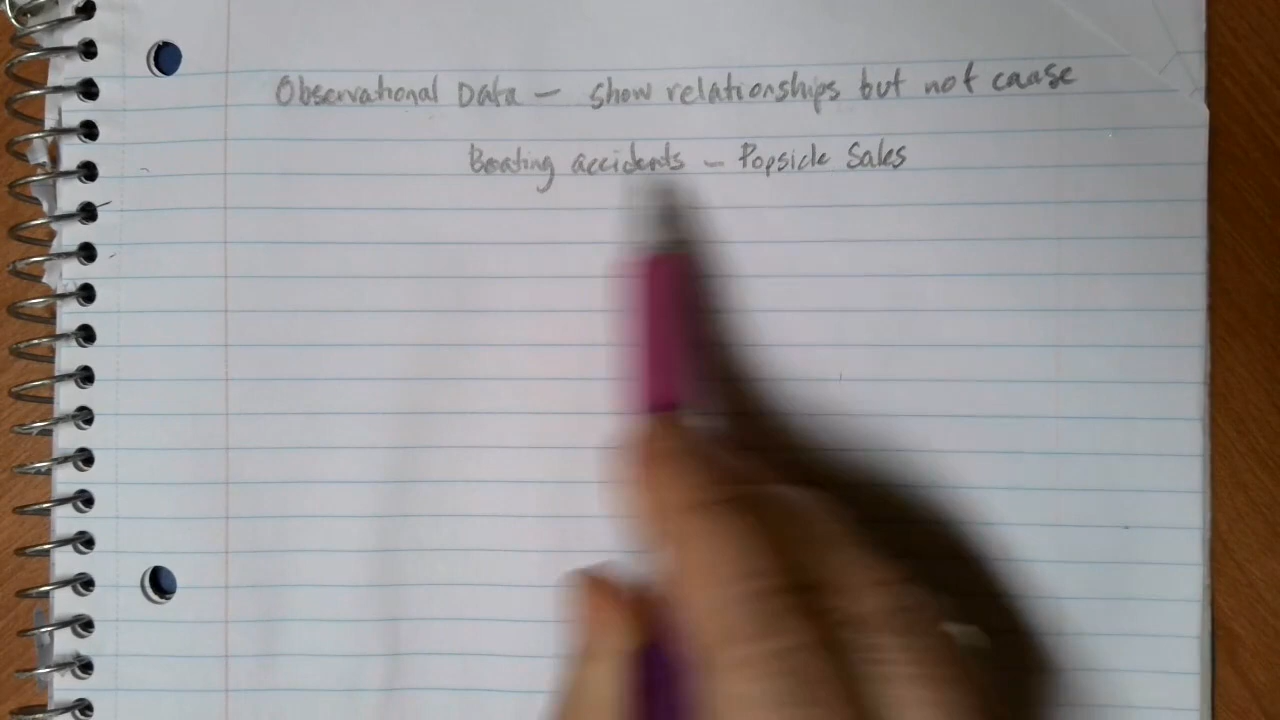 Observational Data - show relationships but not cause
Boating accidents - Popsicle Sales